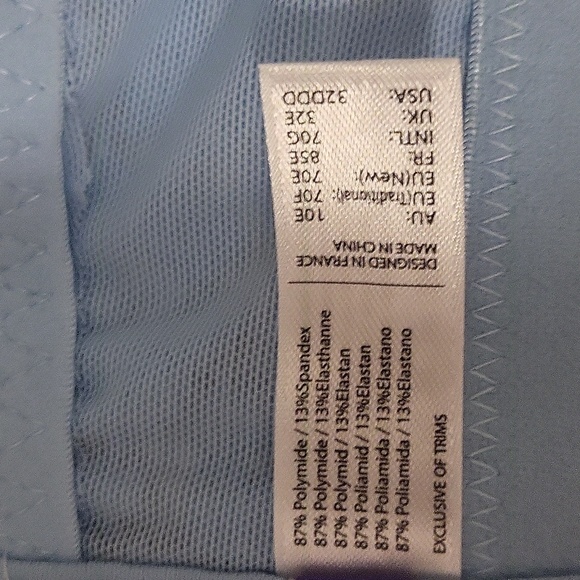 USA: 32DDD
UK: 32E
INTL: 70G
FR: 85E
EU(New): 70E
EU(Traditional): 70F
AU: 10E
DESIGNED IN FRANCE
MADE IN CHINA
87% Polymide / 13%Spandex
87% Polymide / 13%Elasthanne
87% Polymid / 13%Elastan
87% Poliamid / 13%Elastan
87% Poliamida / 13%Elastano
87% Poliamida / 13%Elastano
EXCLUSIVE OF TRIMS